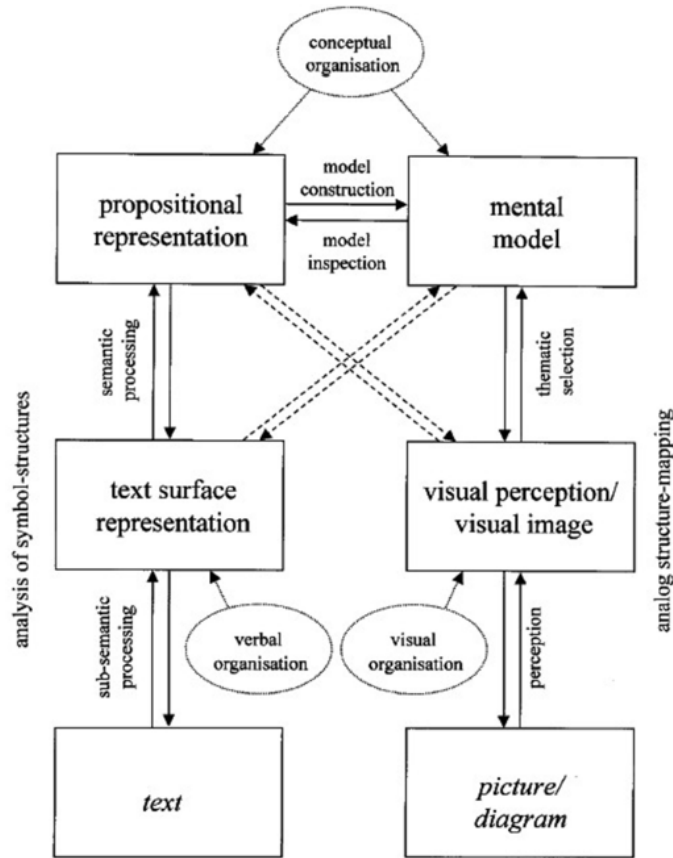 conceptual
organisation
propositional
representation
model
construction
model
inspection
mental
model
semantic
processing
thematic
selection
analysis of symbol-structures
text surface
representation
visual perception/
visual image
analog structure-mapping
sub-semantic
processing
verbal
organisation
visual
organisation
perception
text
picture/
diagram